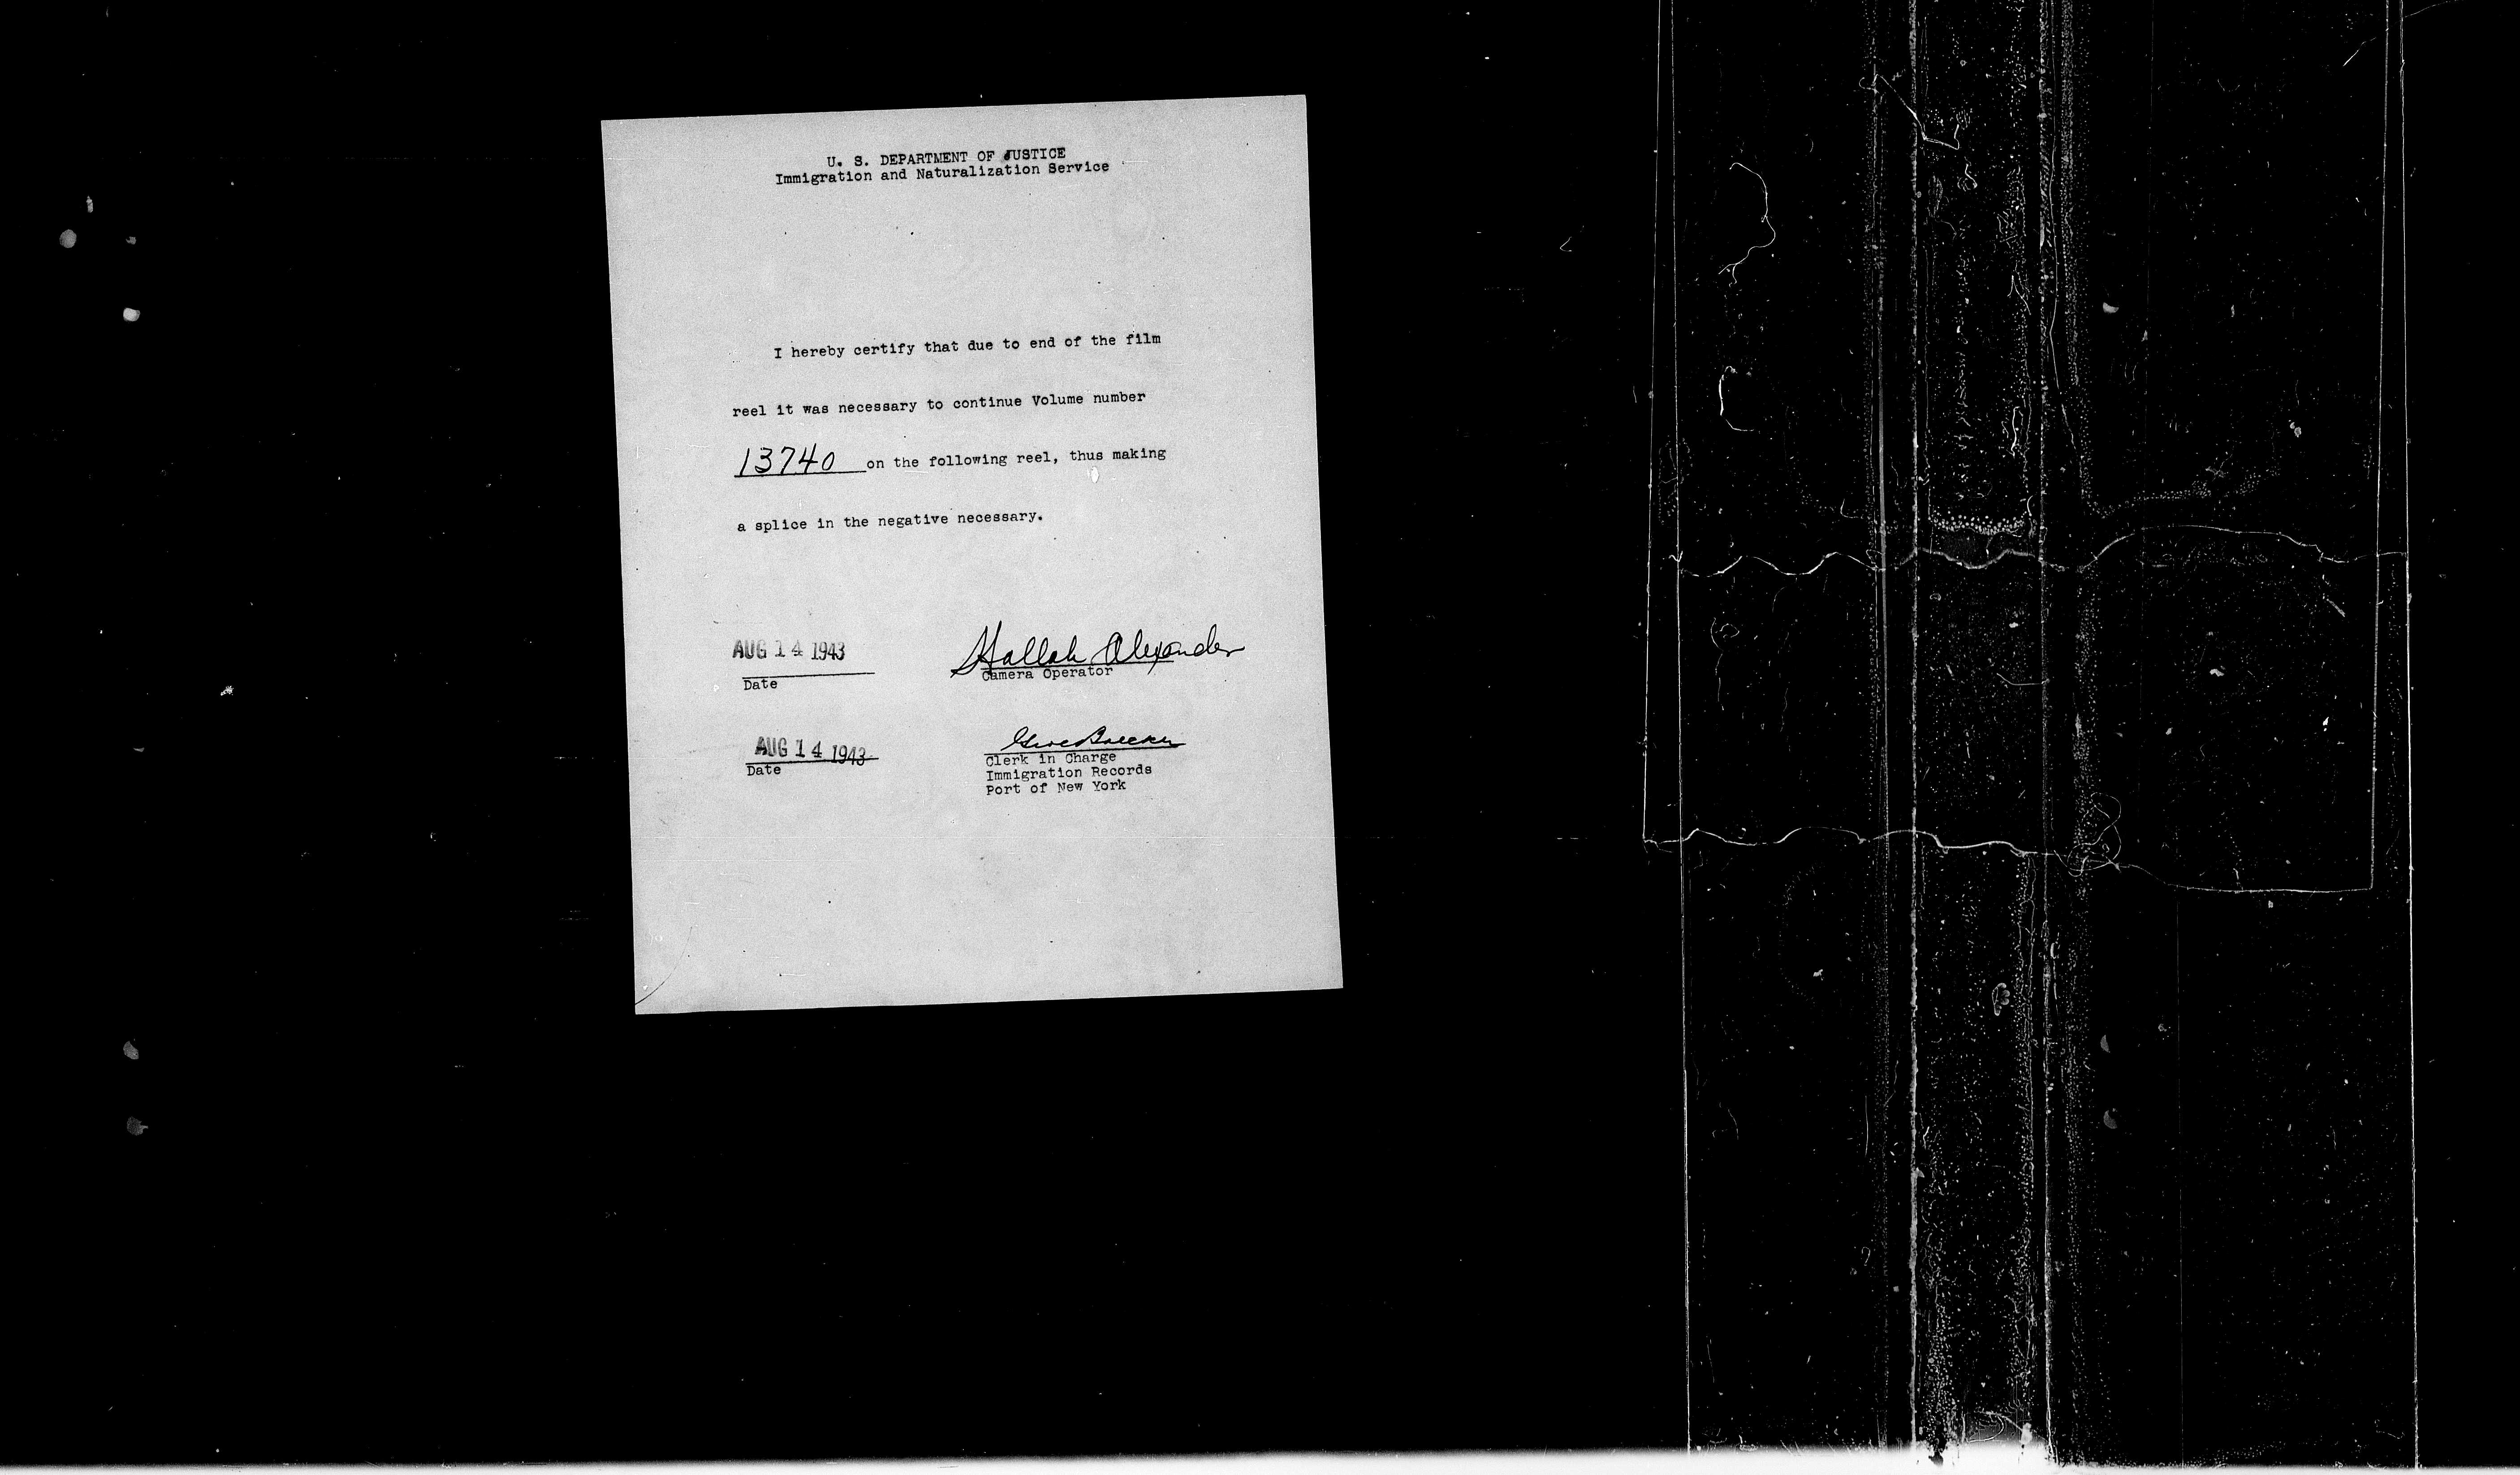 U. S. DEPARTMENT OF JUSTICE
Immigration and Naturalization Service
I hereby certify that due to end of the film
reel it was necessary to continue Volume number
13740 on the following reel, thus making
a splice in the negative necessary.
AUG 14 1943
Date
Hallah Alexander
Camera Operator
AUG 14 1943
Date
Clerk in Charge
Immigration Records
Port of New York